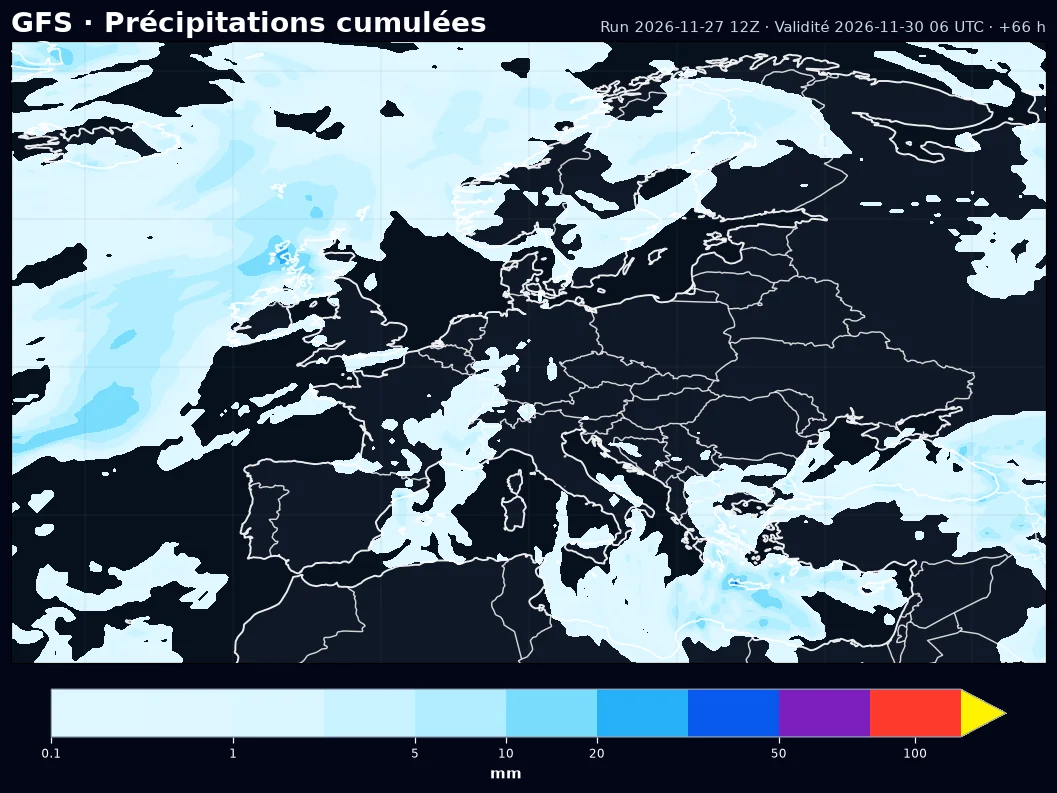 GFS · Précipitations cumulées
Run 2026-11-27 12Z · Validité 2026-11-30 06 UTC · +66 h
0.1 1 5 10 20 50 100
mm